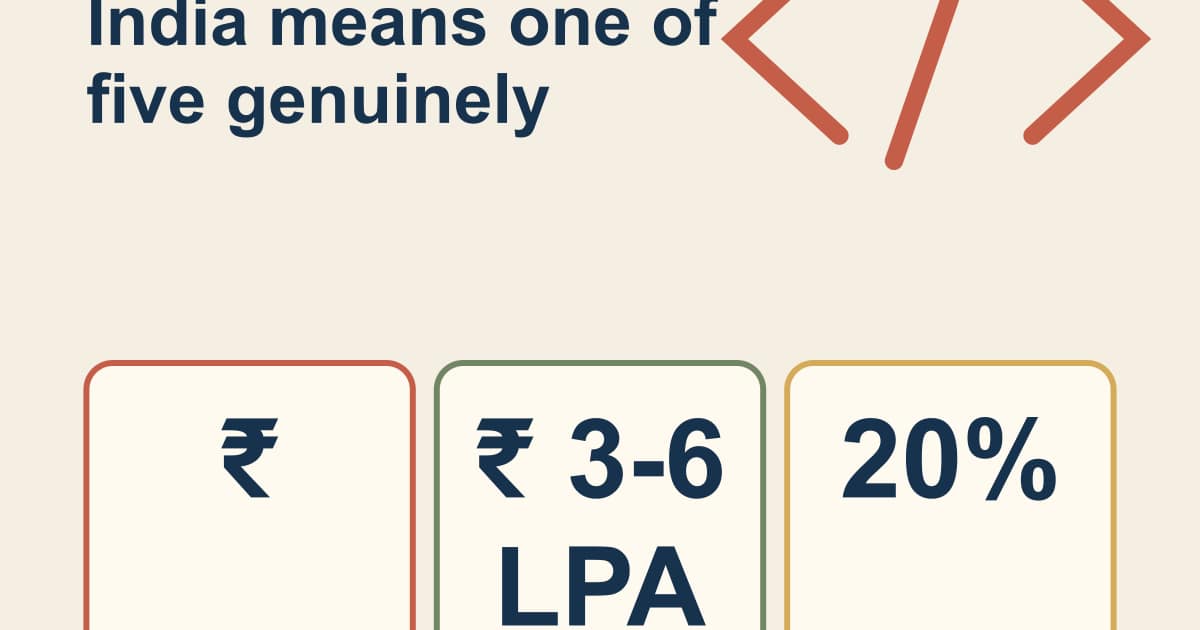 India means one of
five genuinely
₹
₹ 3-6
LPA
20%